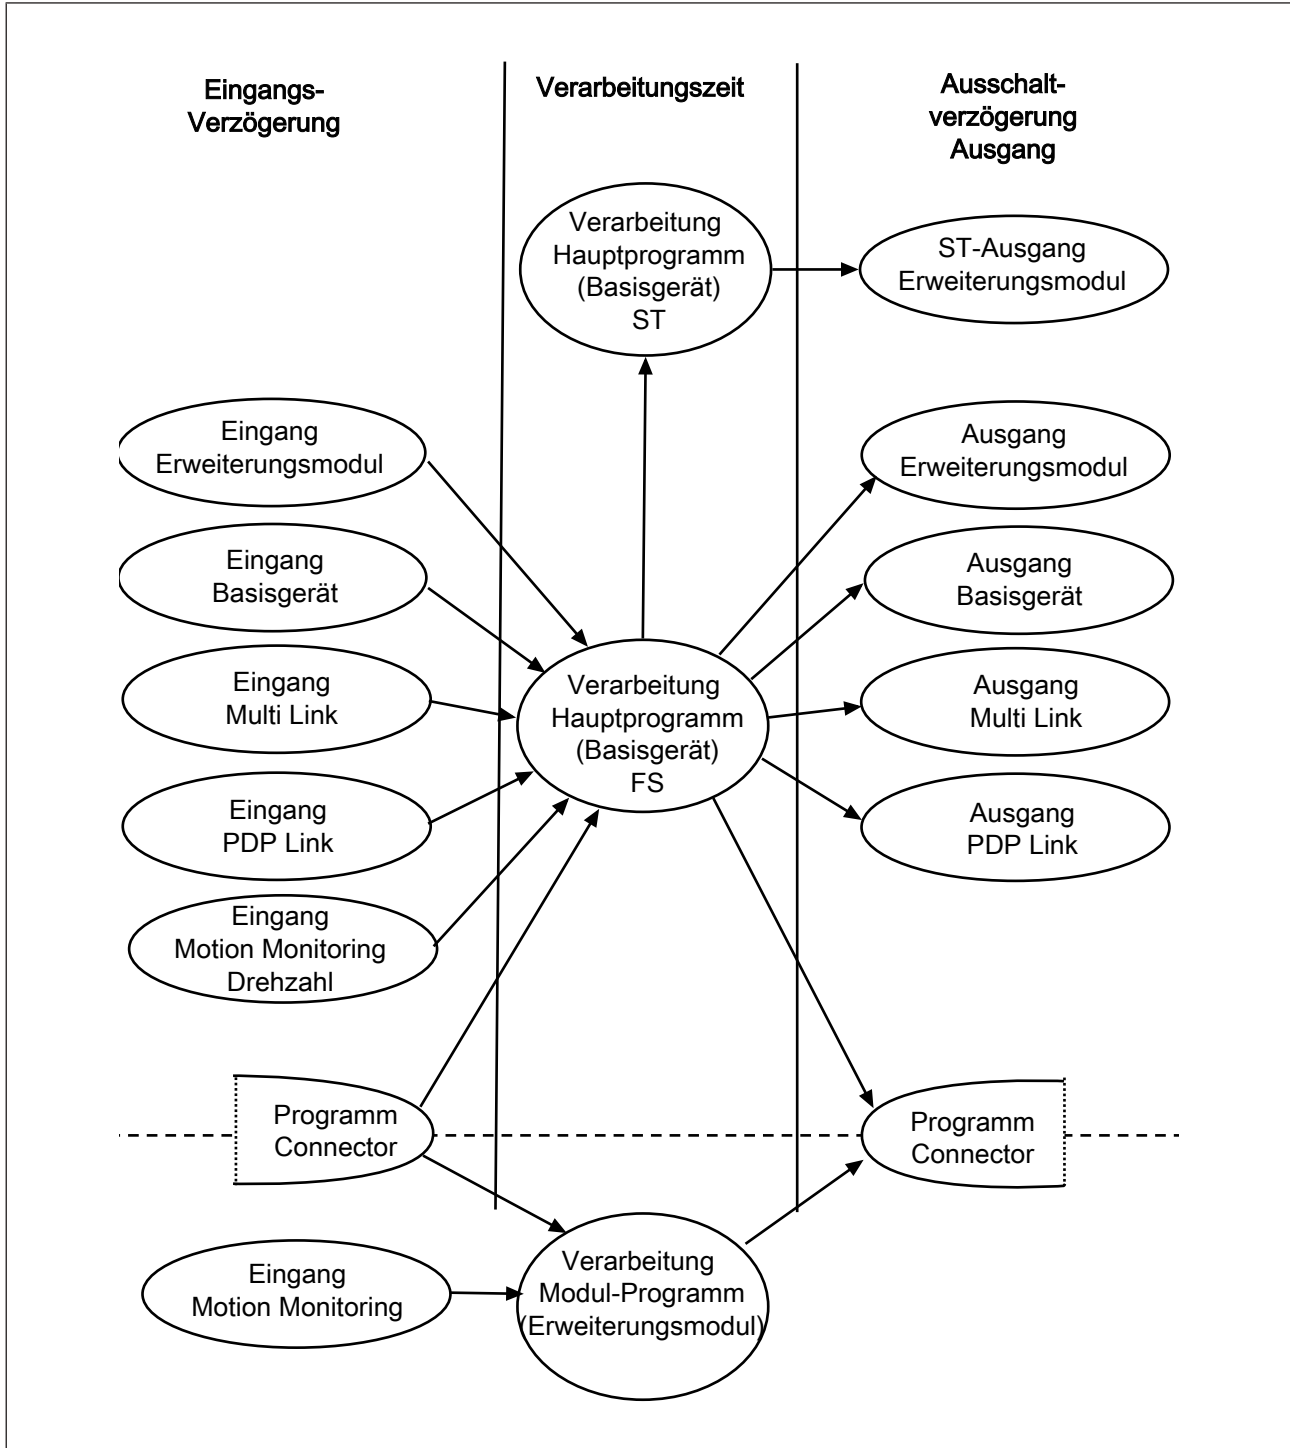 Eingangs-
Verzögerung
Verarbeitungszeit
Ausschalt-
verzögerung
Ausgang
Verarbeitung
Hauptprogramm
(Basisgerät)
ST
ST-Ausgang
Erweiterungsmodul
Eingang
Erweiterungsmodul
Ausgang
Erweiterungsmodul
Eingang
Basisgerät
Ausgang
Basisgerät
Eingang
Multi Link
Verarbeitung
Hauptprogramm
(Basisgerät)
FS
Ausgang
Multi Link
Eingang
PDP Link
Ausgang
PDP Link
Eingang
Motion Monitoring
Drehzahl
Programm
Connector
Programm
Connector
Eingang
Motion Monitoring
Verarbeitung
Modul-Programm
(Erweiterungsmodul)